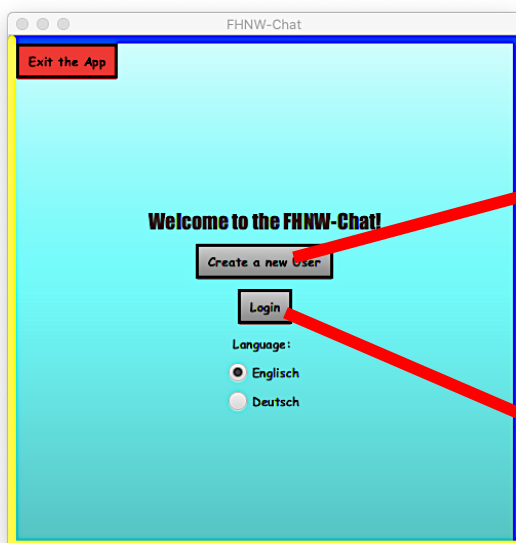 FHNW-Chat
Exit the App
Welcome to the FHNW-Chat!
Create a new User
Login
Language:
Englisch
Deutsch